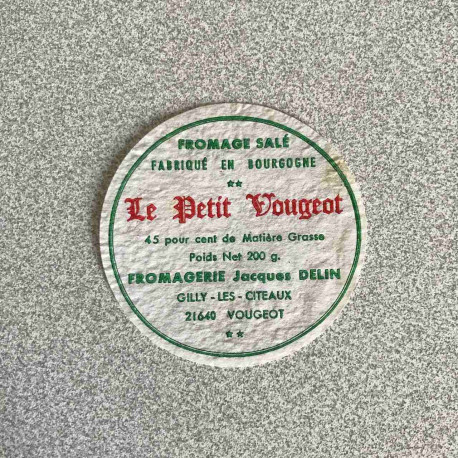 FROMAGE SALÉ
FABRIQUÉ EN BOURGOGNE
Le Petit Vougeot
45 pour cent de Matière Grasse
Poids Net 200 g.
FROMAGERIE Jacques DELIN
GILLY - LES - CITEAUX
21640 VOUGEOT